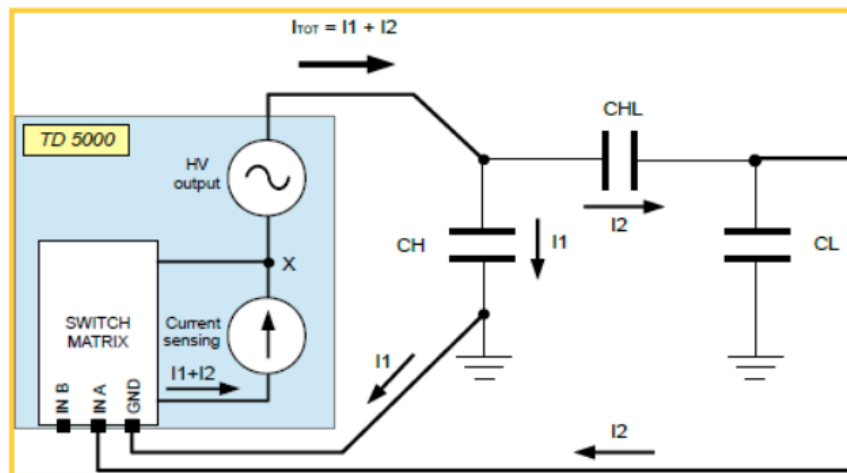 ITOT = I1 + I2
TD 5000
HV
output
CHL
I2
CH
I1
CL
X
SWITCH
MATRIX
Current
sensing
I1
I1+I2
IN B
IN A
GND
I2